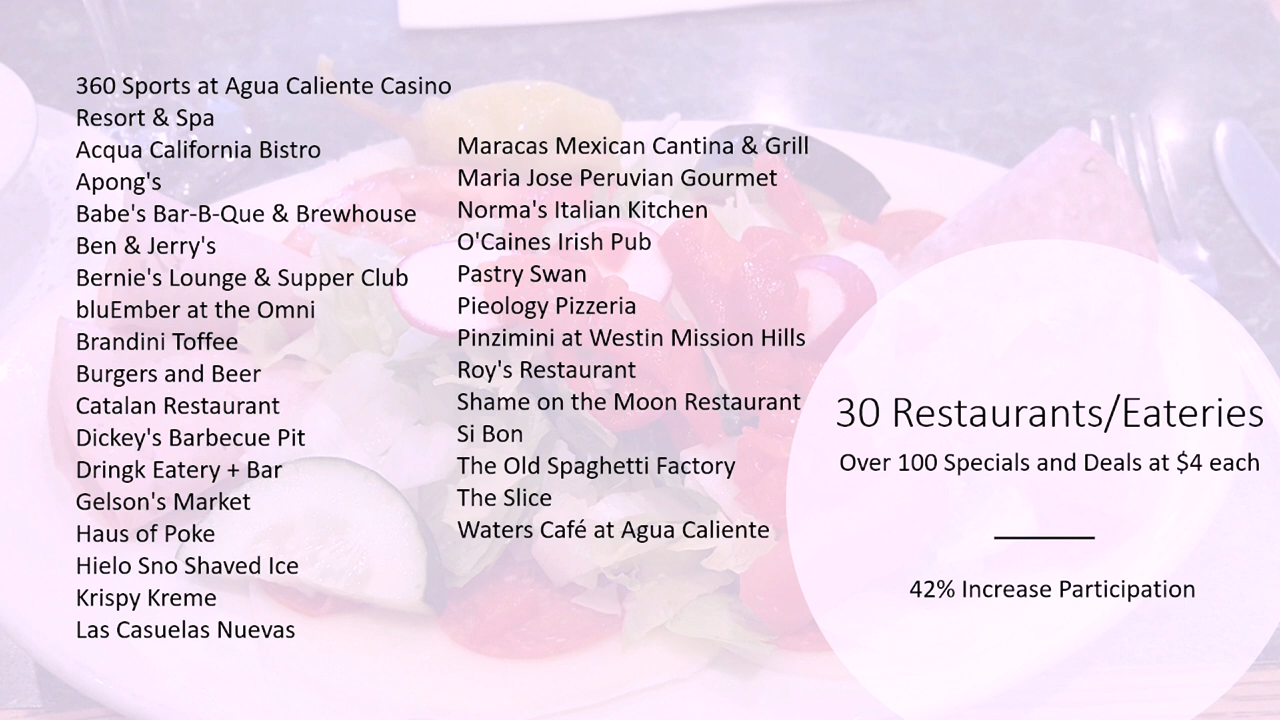 360 Sports at Agua Caliente Casino
Resort & Spa
Acqua California Bistro
Apong's
Babe's Bar-B-Que & Brewhouse
Ben & Jerry's
Bernie's Lounge & Supper Club
bluEmber at the Omni
Brandini Toffee
Burgers and Beer
Catalan Restaurant
Dickey's Barbecue Pit
Dringk Eatery + Bar
Gelson's Market
Haus of Poke
Hielo Sno Shaved Ice
Krispy Kreme
Las Casuelas Nuevas
Maracas Mexican Cantina & Grill
Maria Jose Peruvian Gourmet
Norma's Italian Kitchen
O'Caines Irish Pub
Pastry Swan
Pieology Pizzeria
Pinzimini at Westin Mission Hills
Roy's Restaurant
Shame on the Moon Restaurant
Si Bon
The Old Spaghetti Factory
The Slice
Waters Café at Agua Caliente
30 Restaurants/Eateries
Over 100 Specials and Deals at $4 each
42% Increase Participation